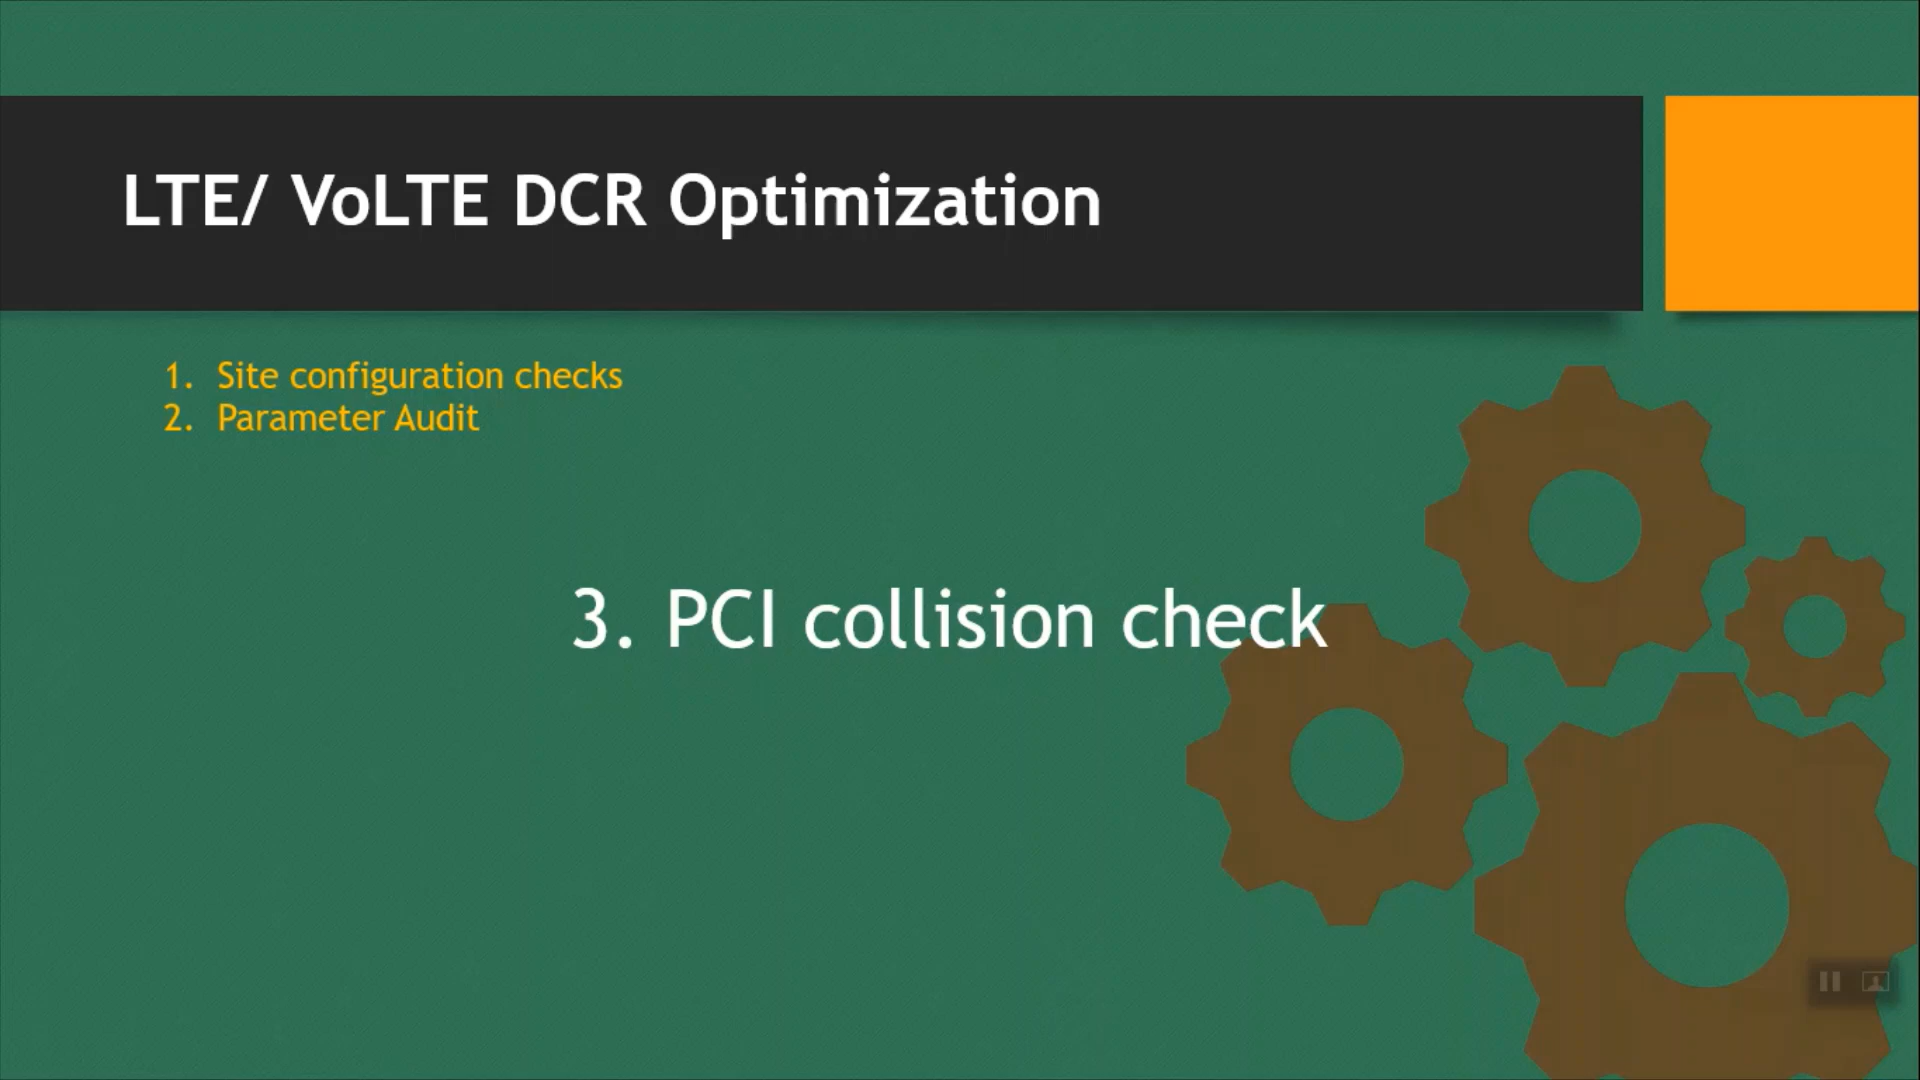 LTE/ VoLTE DCR Optimization
1. Site configuration checks
2. Parameter Audit
3. PCI collision check